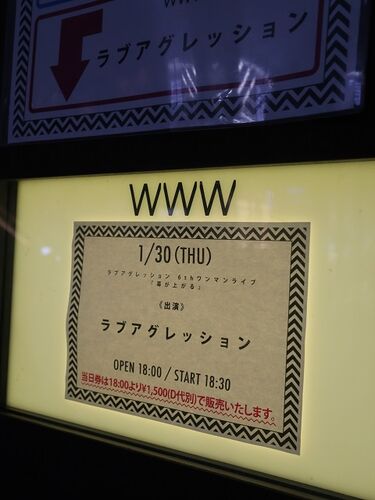 ラブアグレッション
WWW
1/30(THU)
ラブアグレッション 6thワンマンライブ
『幕が上がる』
《出演》
ラブアグレッション
OPEN 18:00 / START 18:30
当日券は18:00より¥1,500(D代別)で販売いたします。